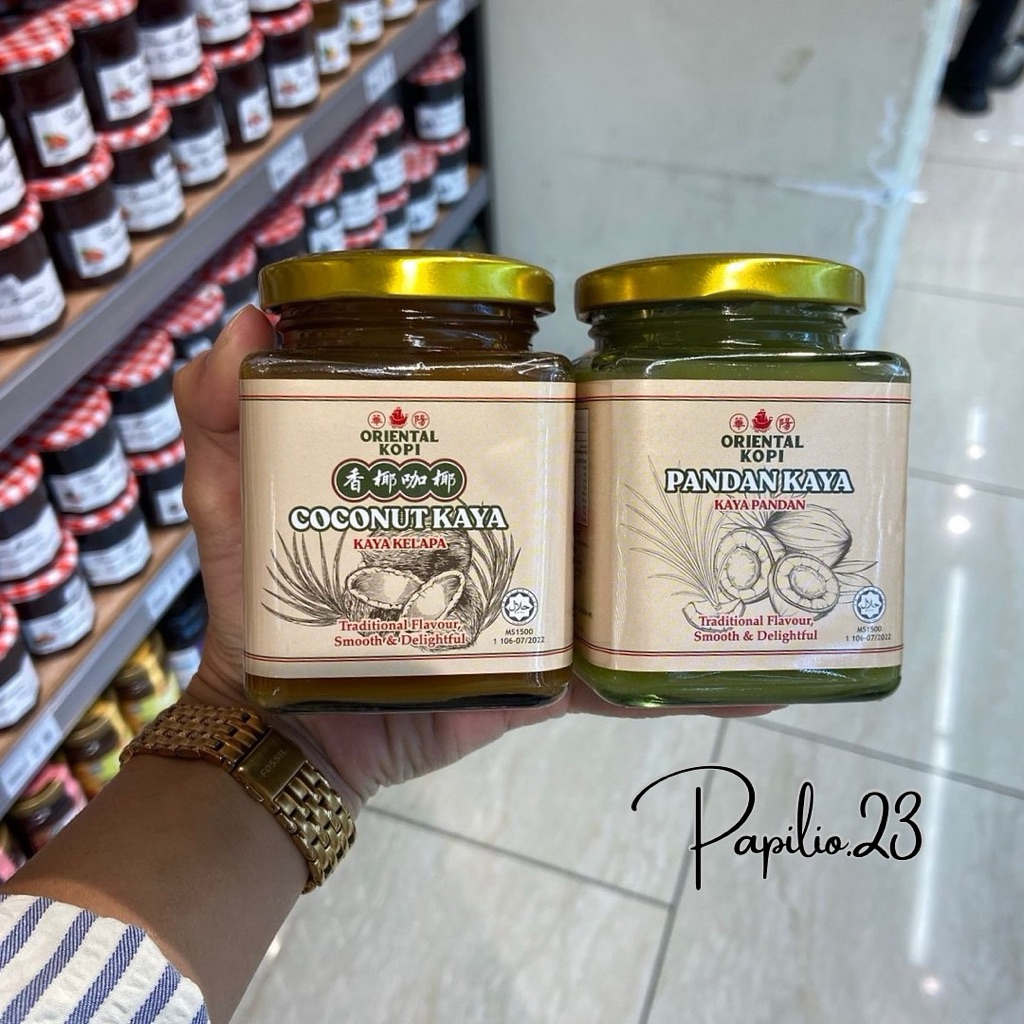 華 陽
ORIENTAL
KOPI
香椰咖椰
COCONUT KAYA
KAYA KELAPA
Traditional Flavour,
Smooth & Delightful
حلال
MS1500
1 106-07/2022
華 陽
ORIENTAL
KOPI
PANDAN KAYA
KAYA PANDAN
Traditional Flavour,
Smooth & Delightful
حلال
MS1500
1 106-07/2022
FOSSIL
Papilio.23